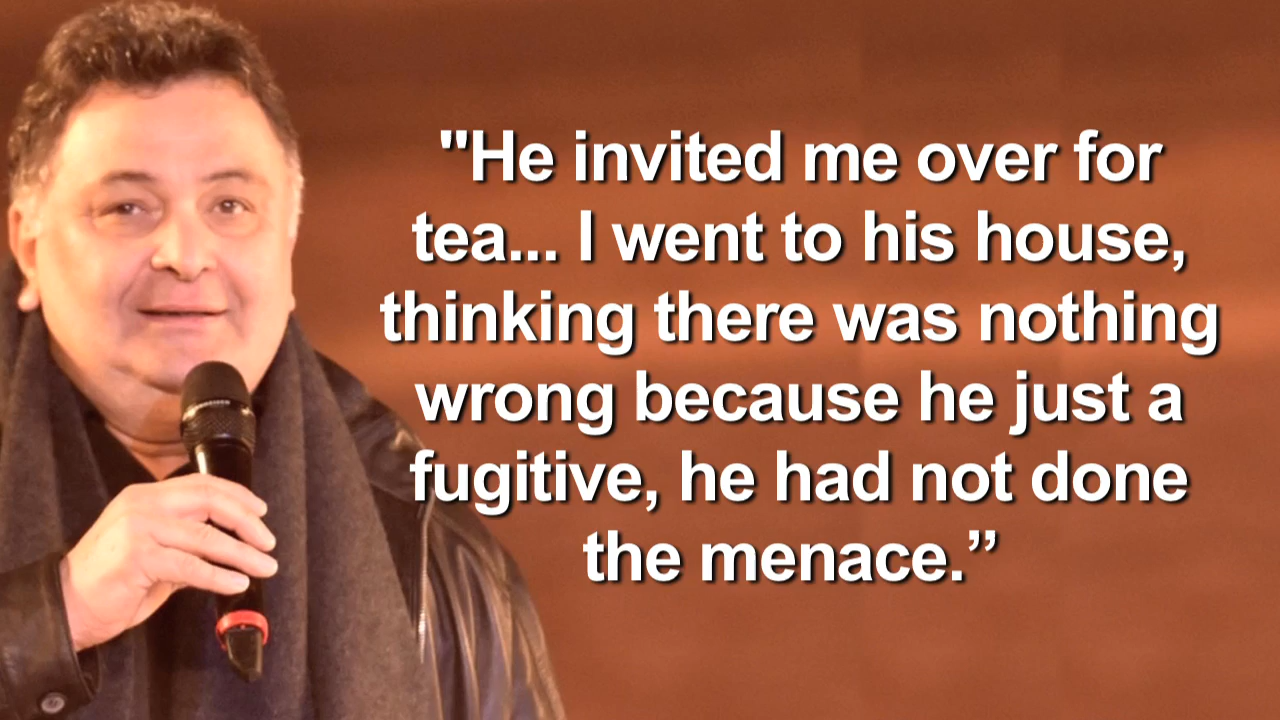 "He invited me over for
tea... I went to his house,
thinking there was nothing
wrong because he just a
fugitive, he had not done
the menace.”